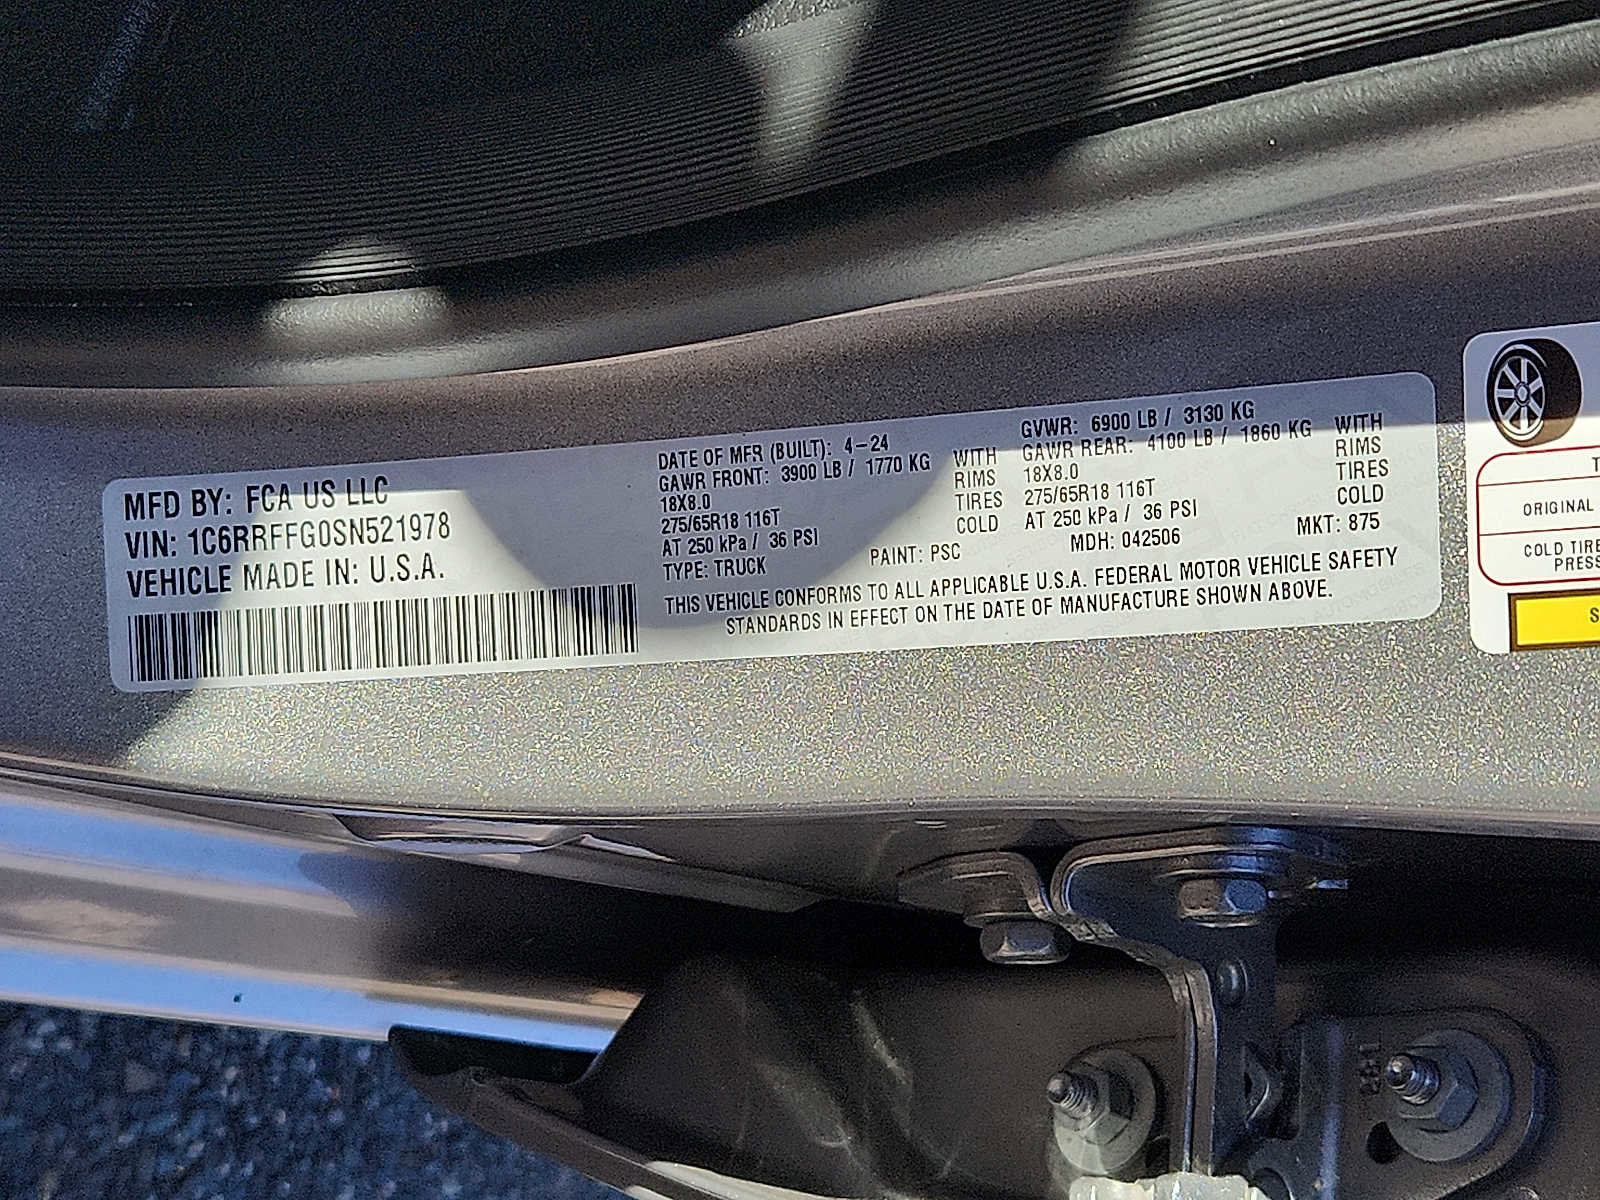 MFD BY: FCA US LLC
VIN: 1C6RRFFG0SN521978
VEHICLE MADE IN: U.S.A.
DATE OF MFR (BUILT): 4-24
GAWR FRONT: 3900 LB / 1770 KG WITH
18X8.0 RIMS
275/65R18 116T TIRES
AT 250 kPa / 36 PSI COLD
TYPE: TRUCK PAINT: PSC
GVWR: 6900 LB / 3130 KG
GAWR REAR: 4100 LB / 1860 KG WITH
18X8.0 RIMS
275/65R18 116T TIRES
AT 250 kPa / 36 PSI COLD
MDH: 042506 MKT: 875
THIS VEHICLE CONFORMS TO ALL APPLICABLE U.S.A. FEDERAL MOTOR VEHICLE SAFETY
STANDARDS IN EFFECT ON THE DATE OF MANUFACTURE SHOWN ABOVE.
T
ORIGINAL
COLD TIRE
PRESS
S